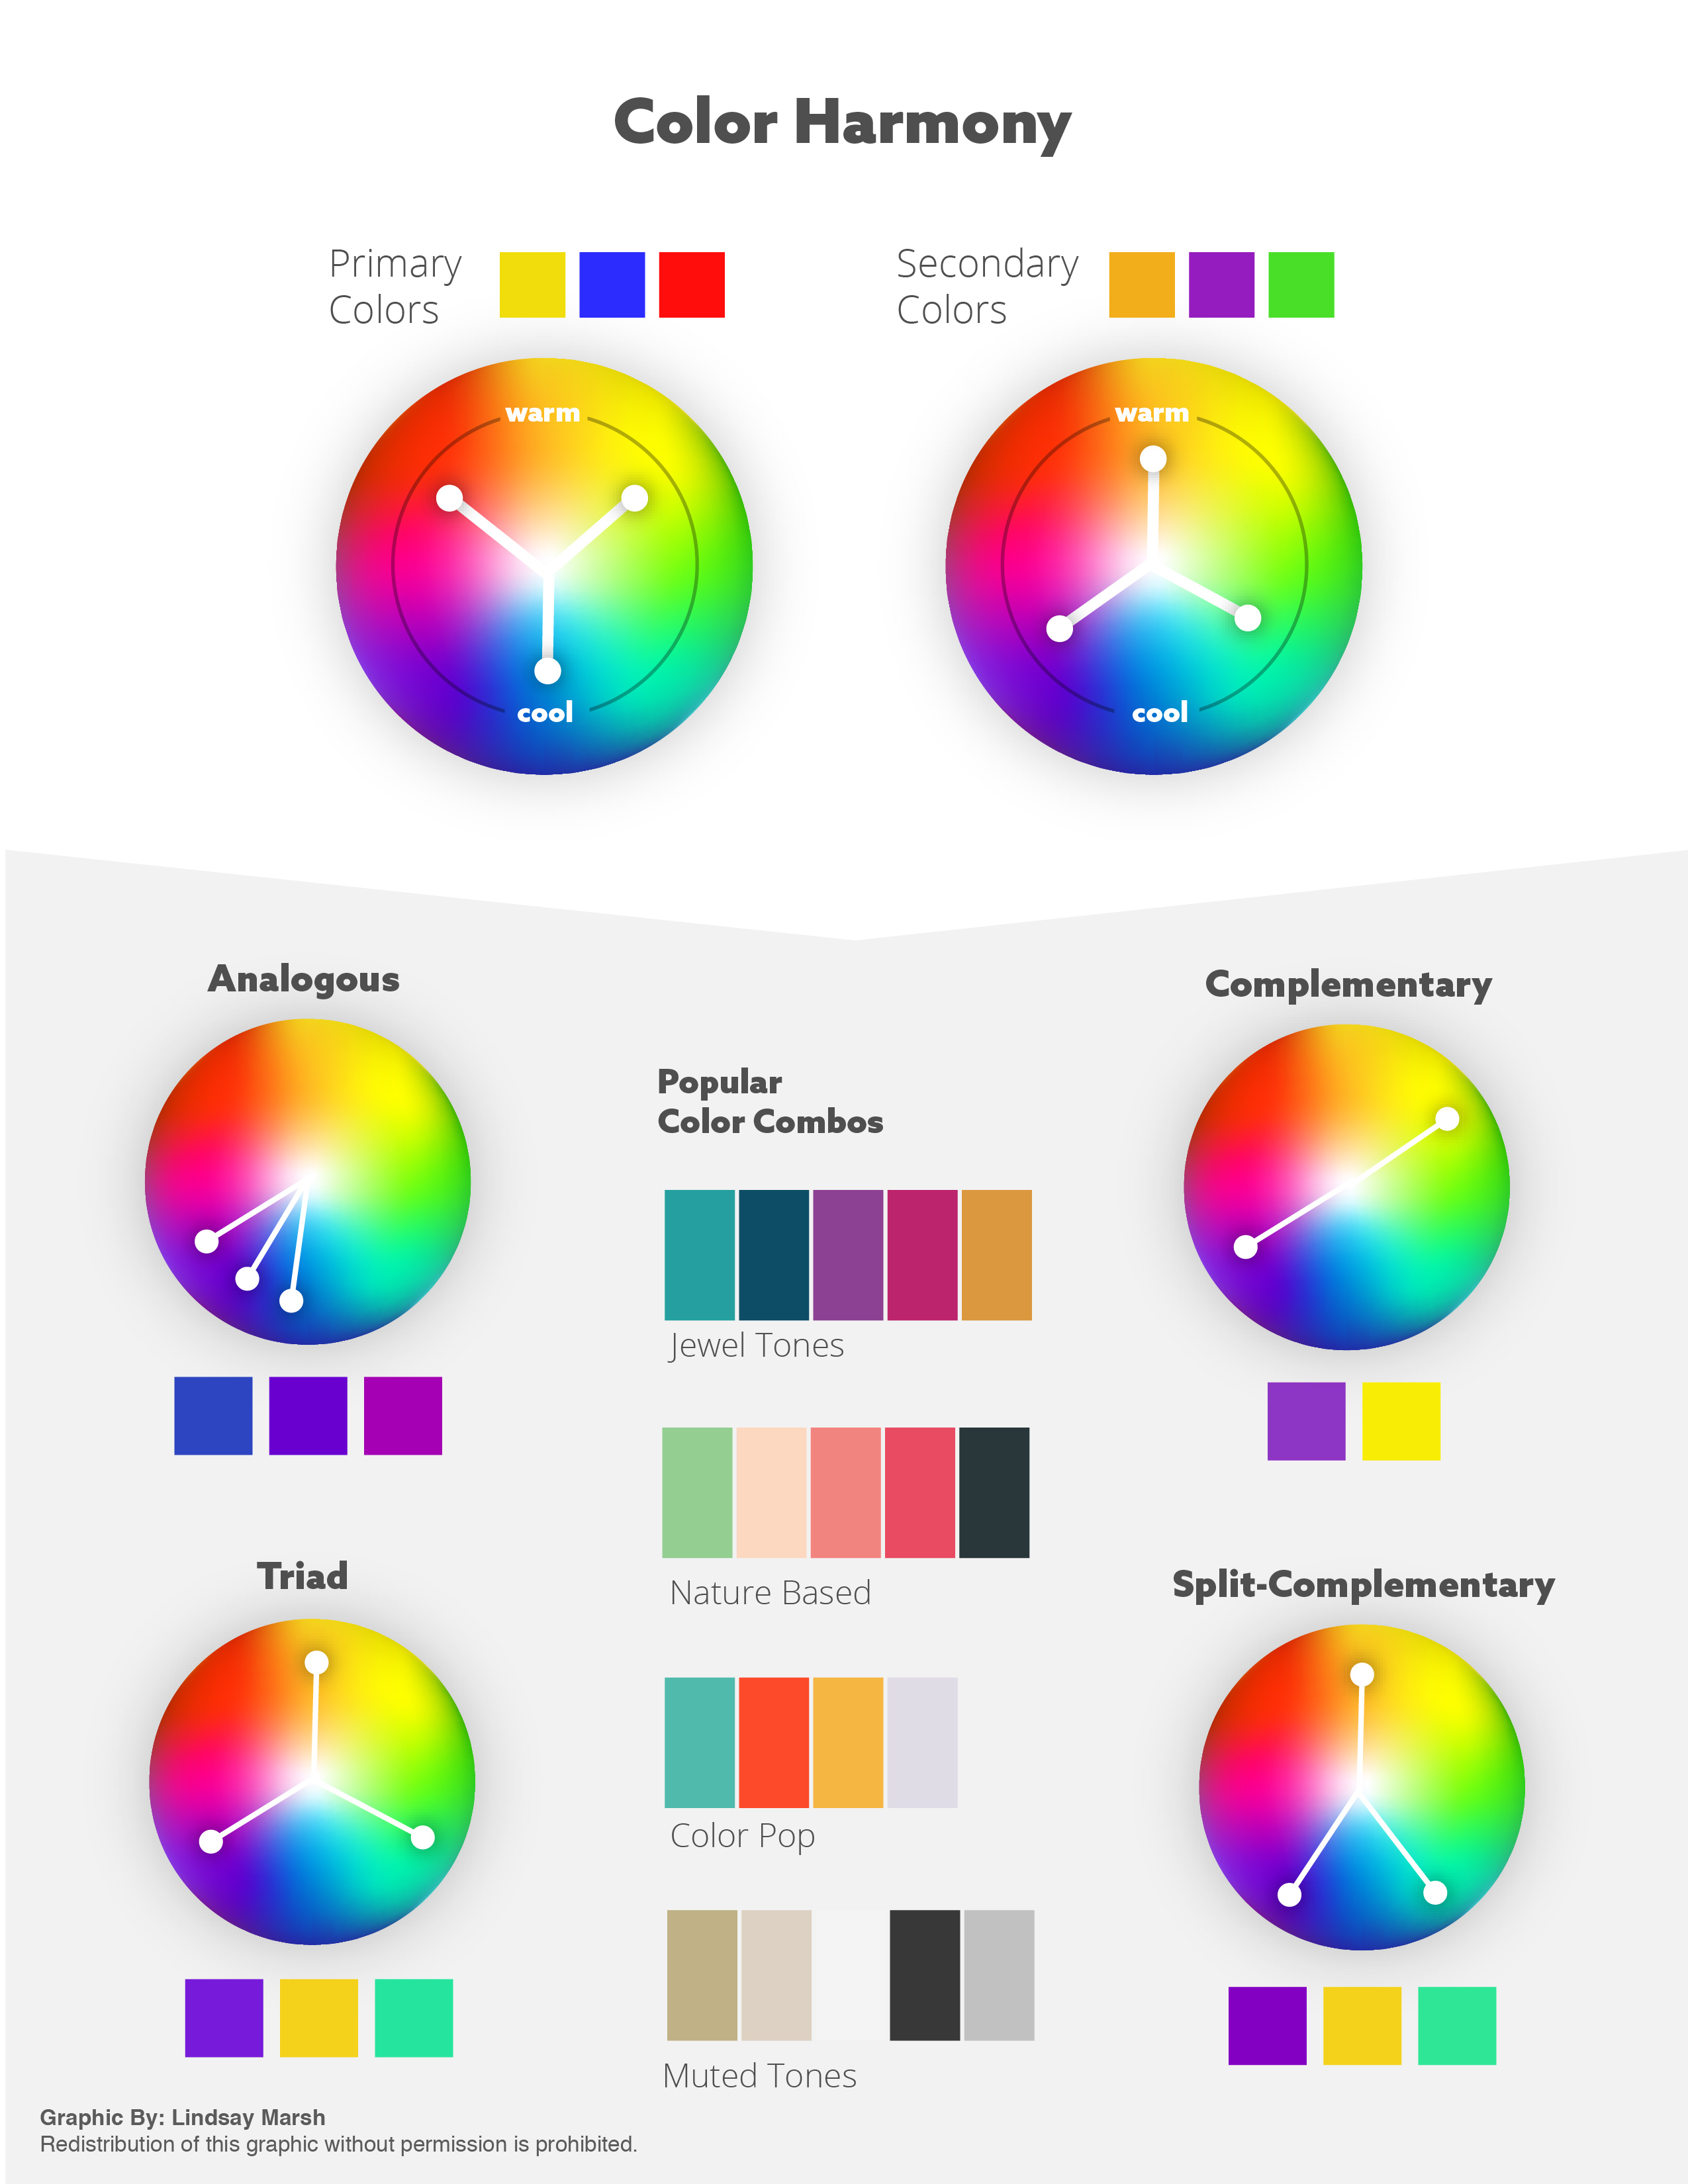 Color Harmony
Primary
Colors
Secondary
Colors
warm
cool
warm
cool
Analogous
Complementary
Popular
Color Combos
Jewel Tones
Nature Based
Triad
Split-Complementary
Color Pop
Muted Tones
Graphic By: Lindsay Marsh
Redistribution of this graphic without permission is prohibited.